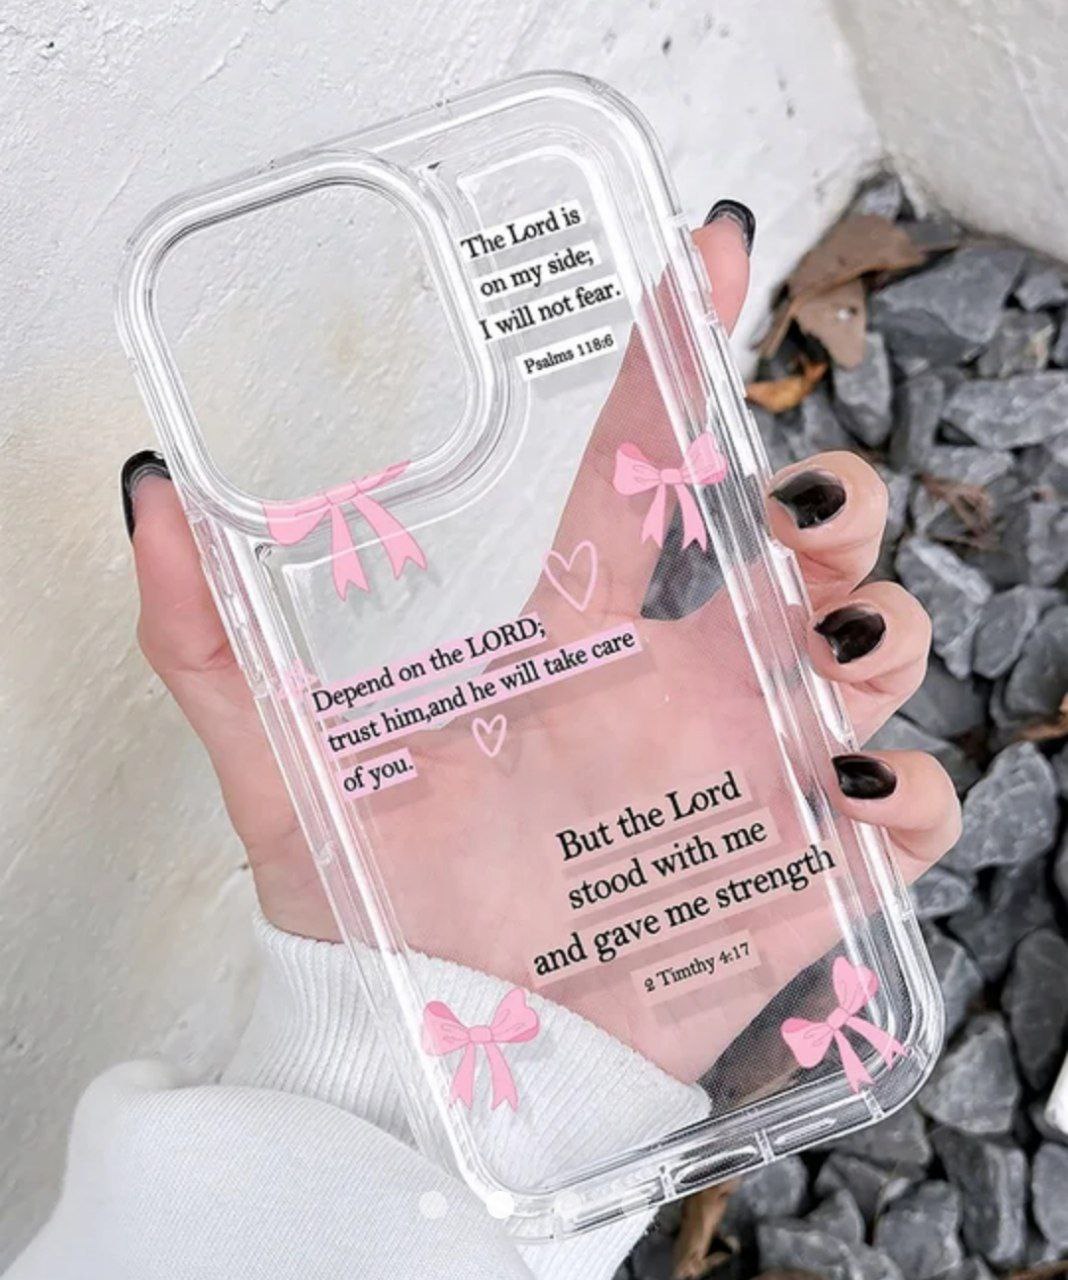 The Lord is
on my side;
I will not fear.
Psalms 118:6
Depend on the LORD;
trust him,and he will take care
of you.
But the Lord
stood with me
and gave me strength
2 Timthy 4:17